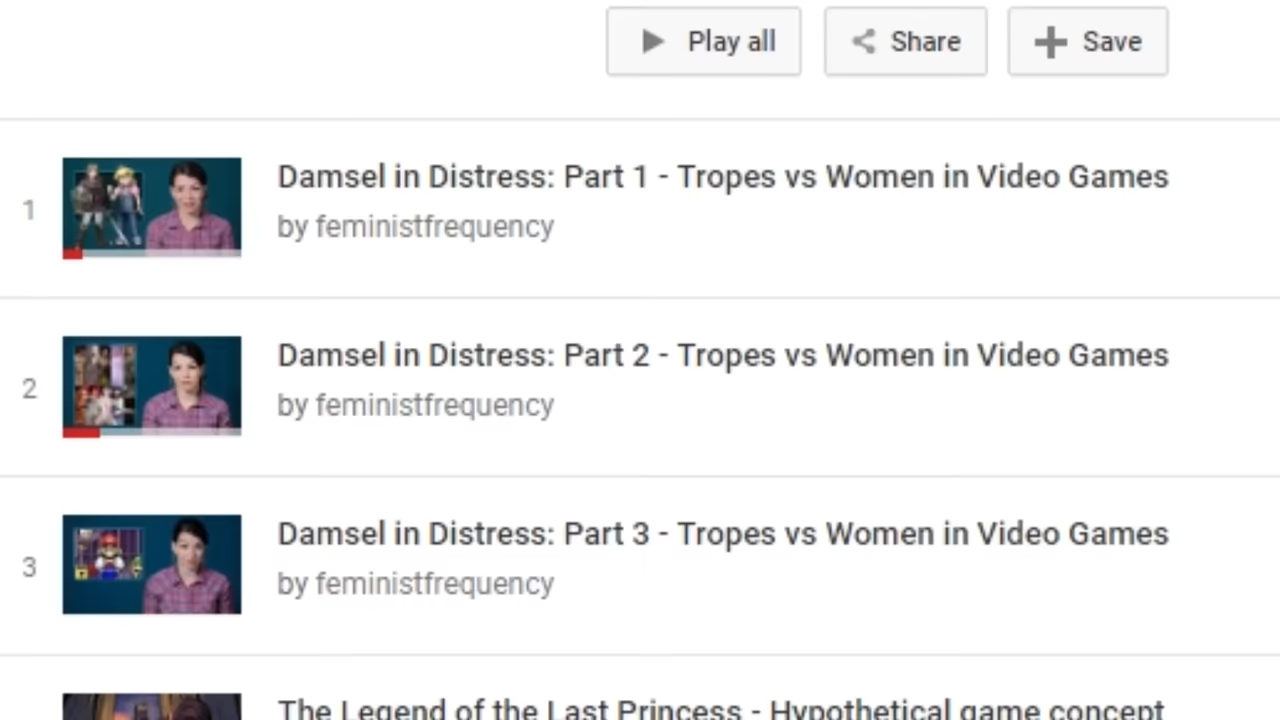 Play all
Share
Save
1
Damsel in Distress: Part 1 - Tropes vs Women in Video Games
by feministfrequency
2
Damsel in Distress: Part 2 - Tropes vs Women in Video Games
by feministfrequency
3
Damsel in Distress: Part 3 - Tropes vs Women in Video Games
by feministfrequency
The Legend of the Last Princess - Hypothetical game concept